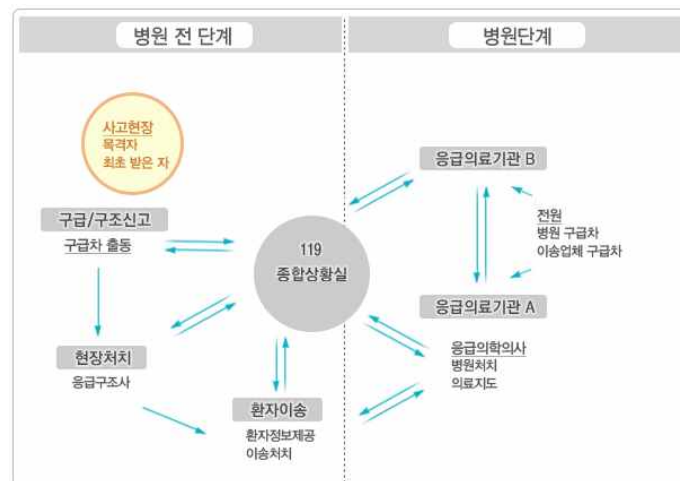 병원 전 단계
병원단계
사고현장
목격자
최초 받은 자
응급의료기관 B
구급/구조신고
구급차 출동
전원
병원 구급차
이송업체 구급차
119
종합상황실
응급의료기관 A
현장처치
응급구조사
응급의학의사
병원처치
의료지도
환자이송
환자정보제공
이송처치